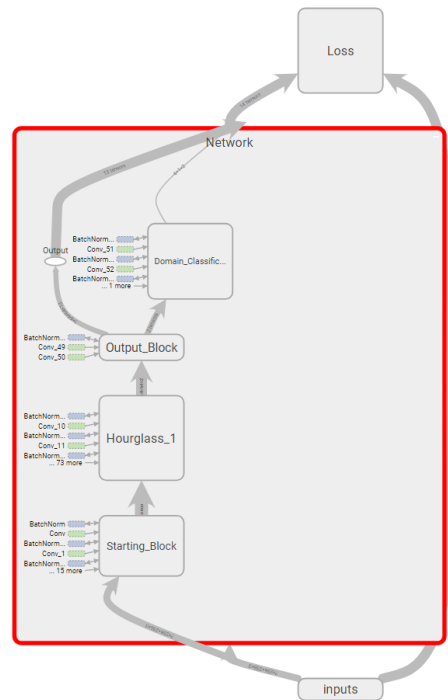 Loss
Network
Output
BatchNorm...
Conv_51
BatchNorm...
Conv_52
BatchNorm...
... 1 more
Domain_Classific...
BatchNorm...
Conv_49
Conv_50
Output_Block
BatchNorm...
Conv_10
BatchNorm...
Conv_11
BatchNorm...
... 73 more
Hourglass_1
BatchNorm
Conv
BatchNorm...
Conv_1
BatchNorm...
... 15 more
Starting_Block
inputs